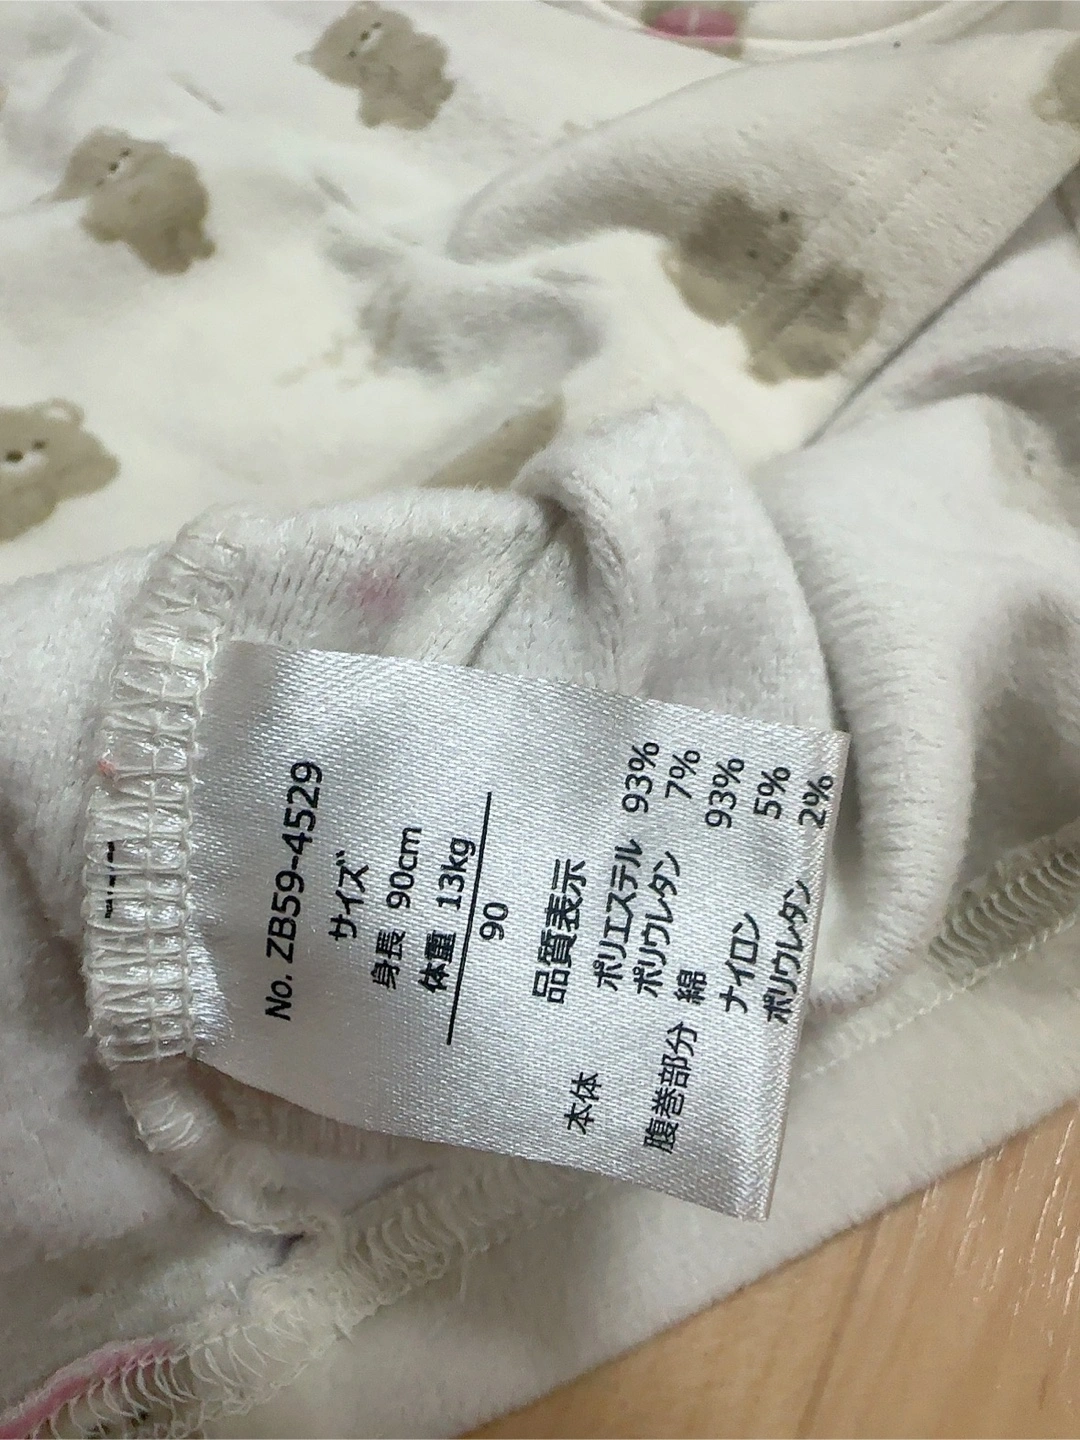 No. ZB59-4529
サイズ
身長 90cm
体重 13kg
90
品質表示
本体 ポリエステル 93%
ポリウレタン 7%
腹巻部分 綿 93%
ナイロン 5%
ポリウレタン 2%